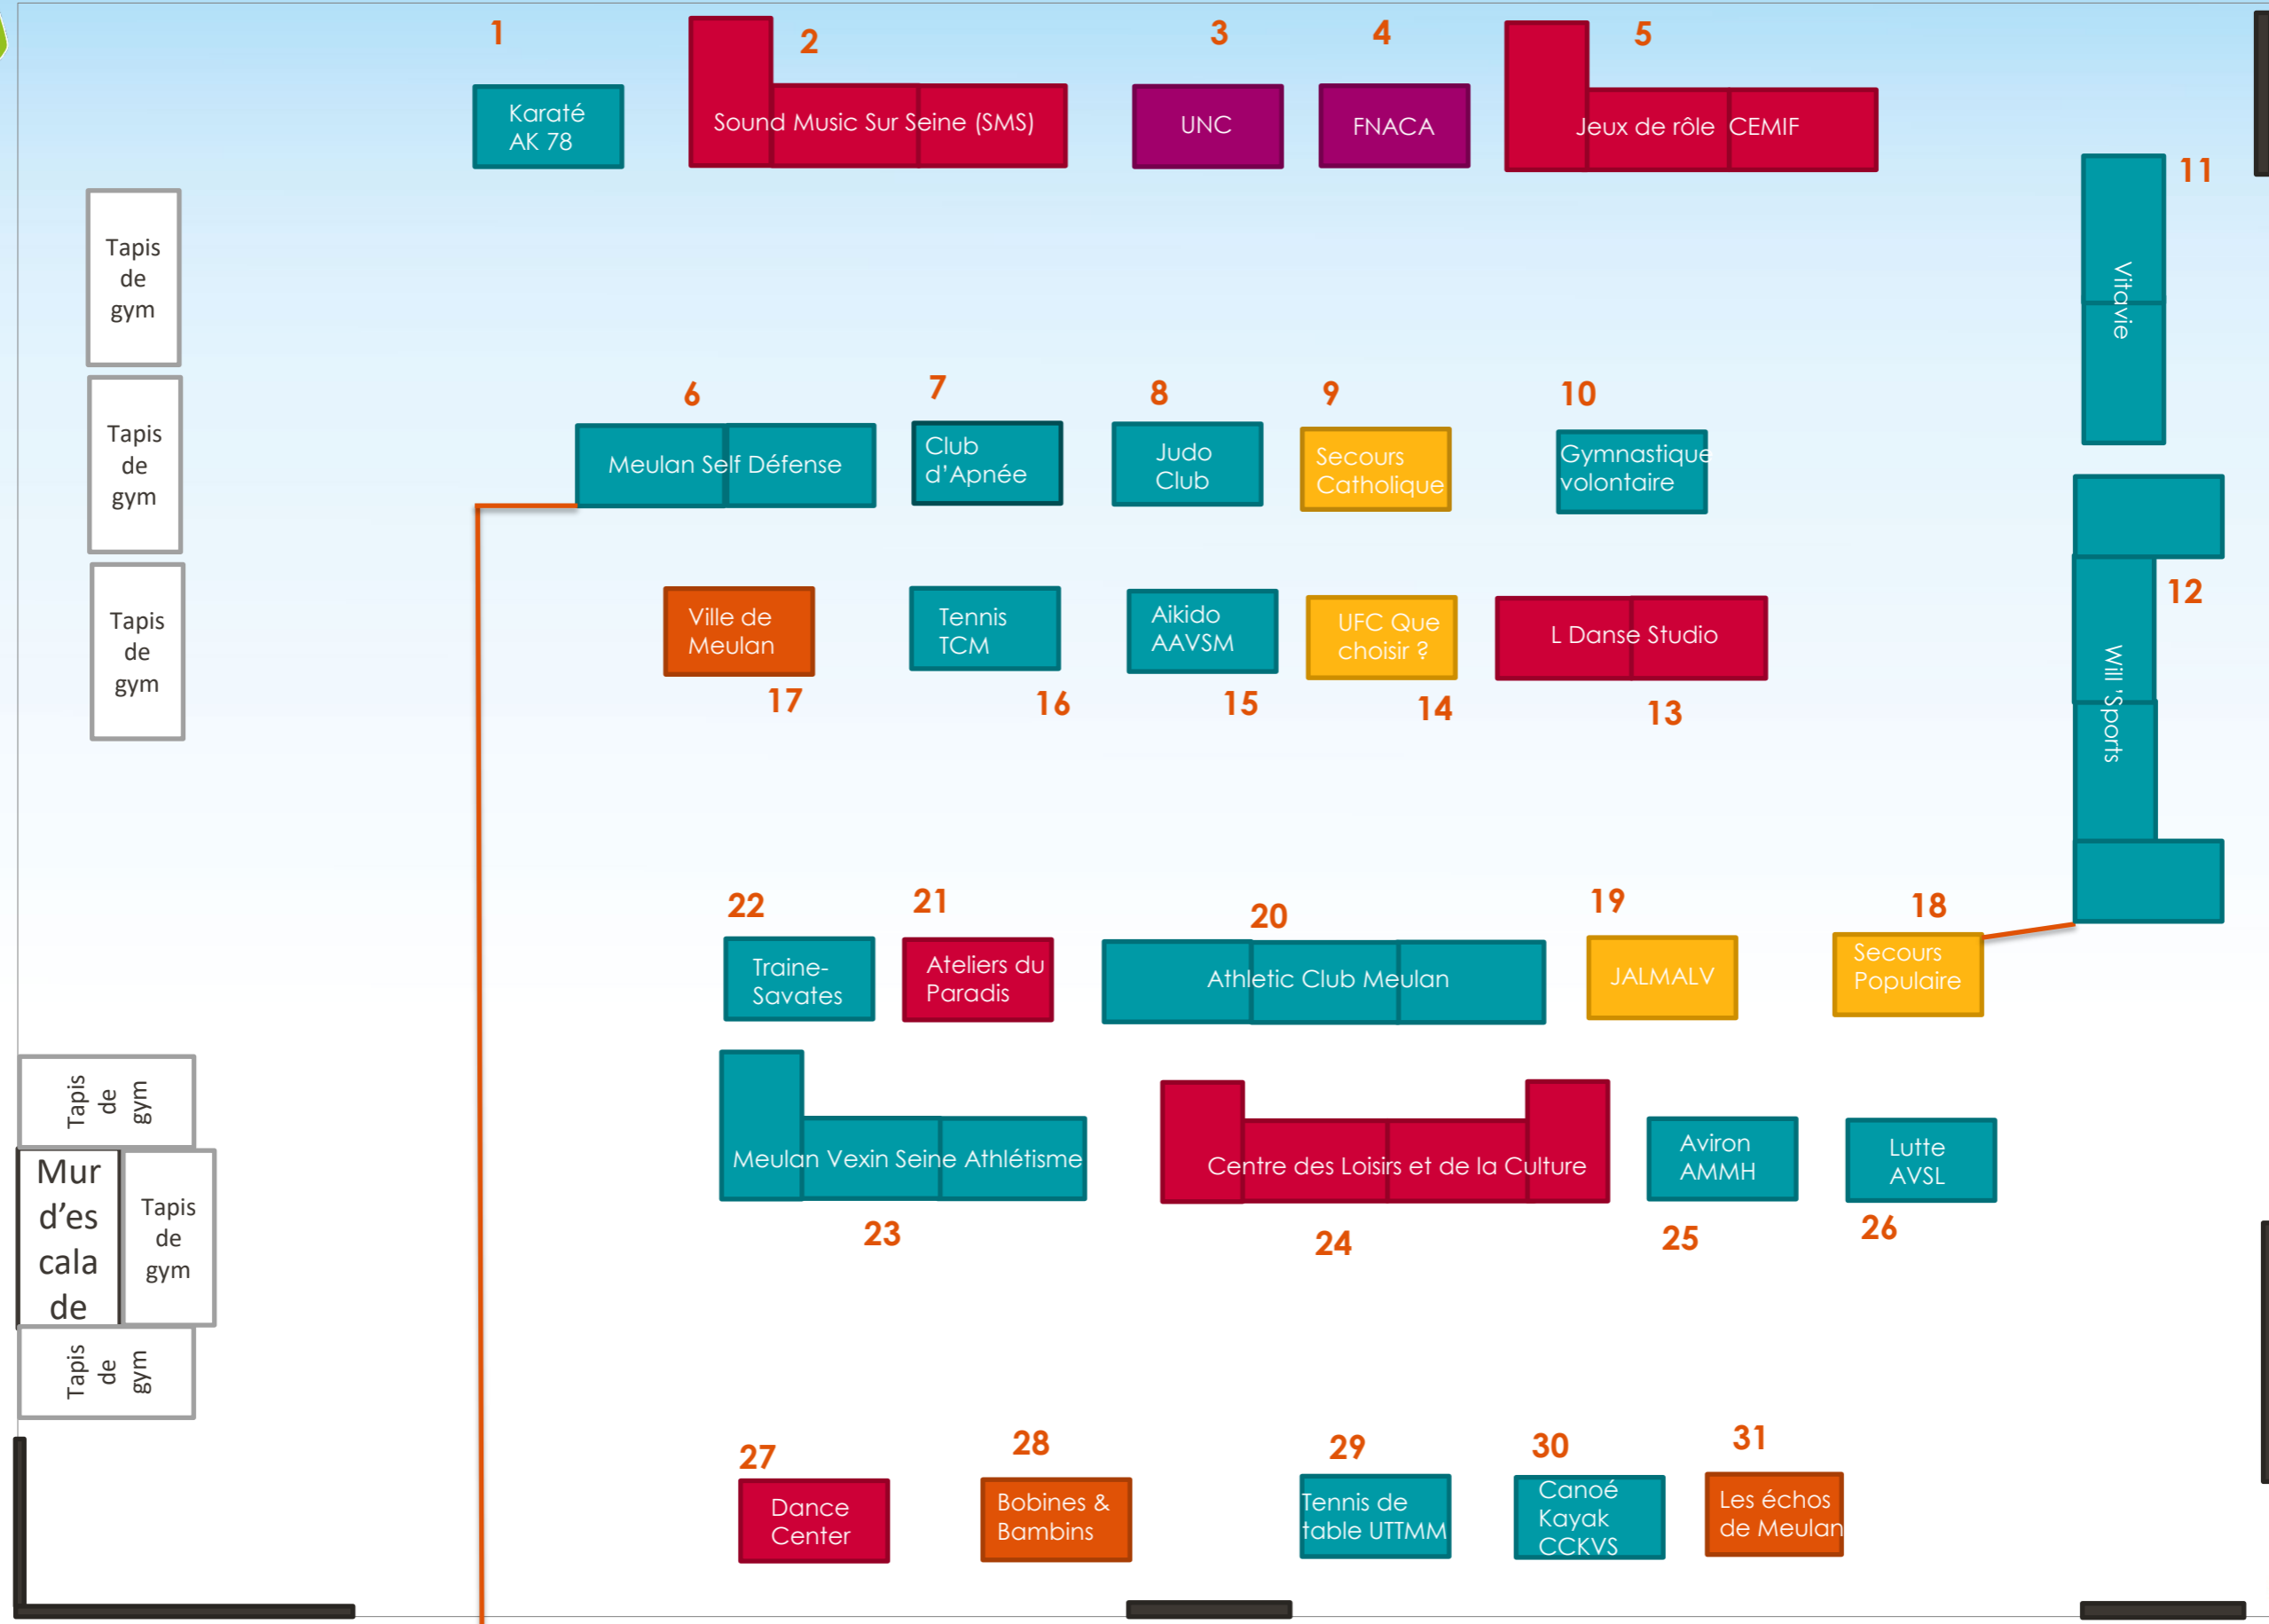 1
2
3
4
5
Karaté
AK 78
Sound Music Sur Seine (SMS)
UNC
FNACA
Jeux de rôle CEMIF
11
Vitavie
Tapis
de
gym
6
7
8
9
10
Meulan Self Défense
Club
d’Apnée
Judo
Club
Secours
Catholique
Gymnastique
volontaire
Tapis
de
gym
12
Will 'Sports
Tapis
de
gym
Ville de
Meulan
Tennis
TCM
Aikido
AAVSM
UFC Que
choisir ?
L Danse Studio
17
16
15
14
13
22
21
20
19
18
Traine-
Savates
Ateliers du
Paradis
Athletic Club Meulan
JALMALV
Secours
Populaire
Tapis
de
gym
Mur
d’es
cala
de
Tapis
de
gym
Tapis
de
gym
Meulan Vexin Seine Athlétisme
Centre des Loisirs et de la Culture
Aviron
AMMH
Lutte
AVSL
23
24
25
26
27
28
29
30
31
Dance
Center
Bobines &
Bambins
Tennis de
table UTTMM
Canoé
Kayak
CCKVS
Les échos
de Meulan